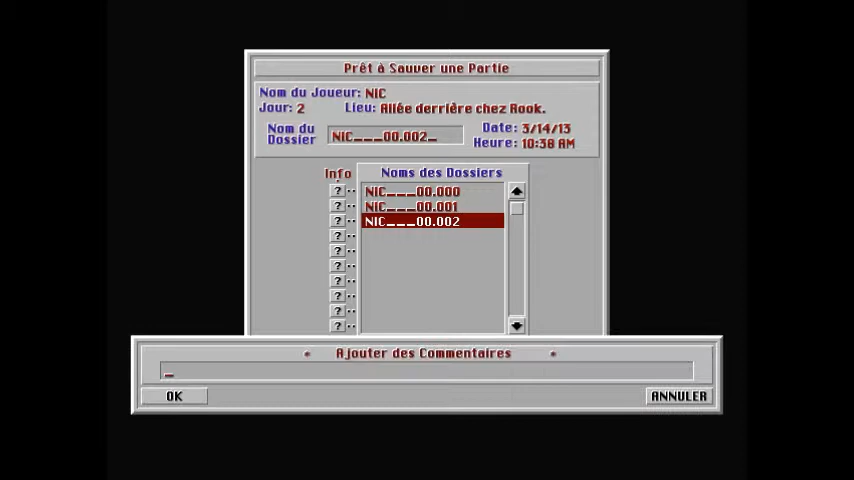 Prêt à Sauver une Partie
Nom du Joueur: NIC
Jour: 2 Lieu: Allée derrière chez Rook.
Nom du Dossier NIC___00.002_ Date: 3/14/13
Heure: 10:38 AM
Info Noms des Dossiers
? •• NIC___00.000
? •• NIC___00.001
? •• NIC___00.002
? ••
? ••
? ••
? ••
? ••
? ••
? ••
• Ajouter des Commentaires •
_
OK ANNULER